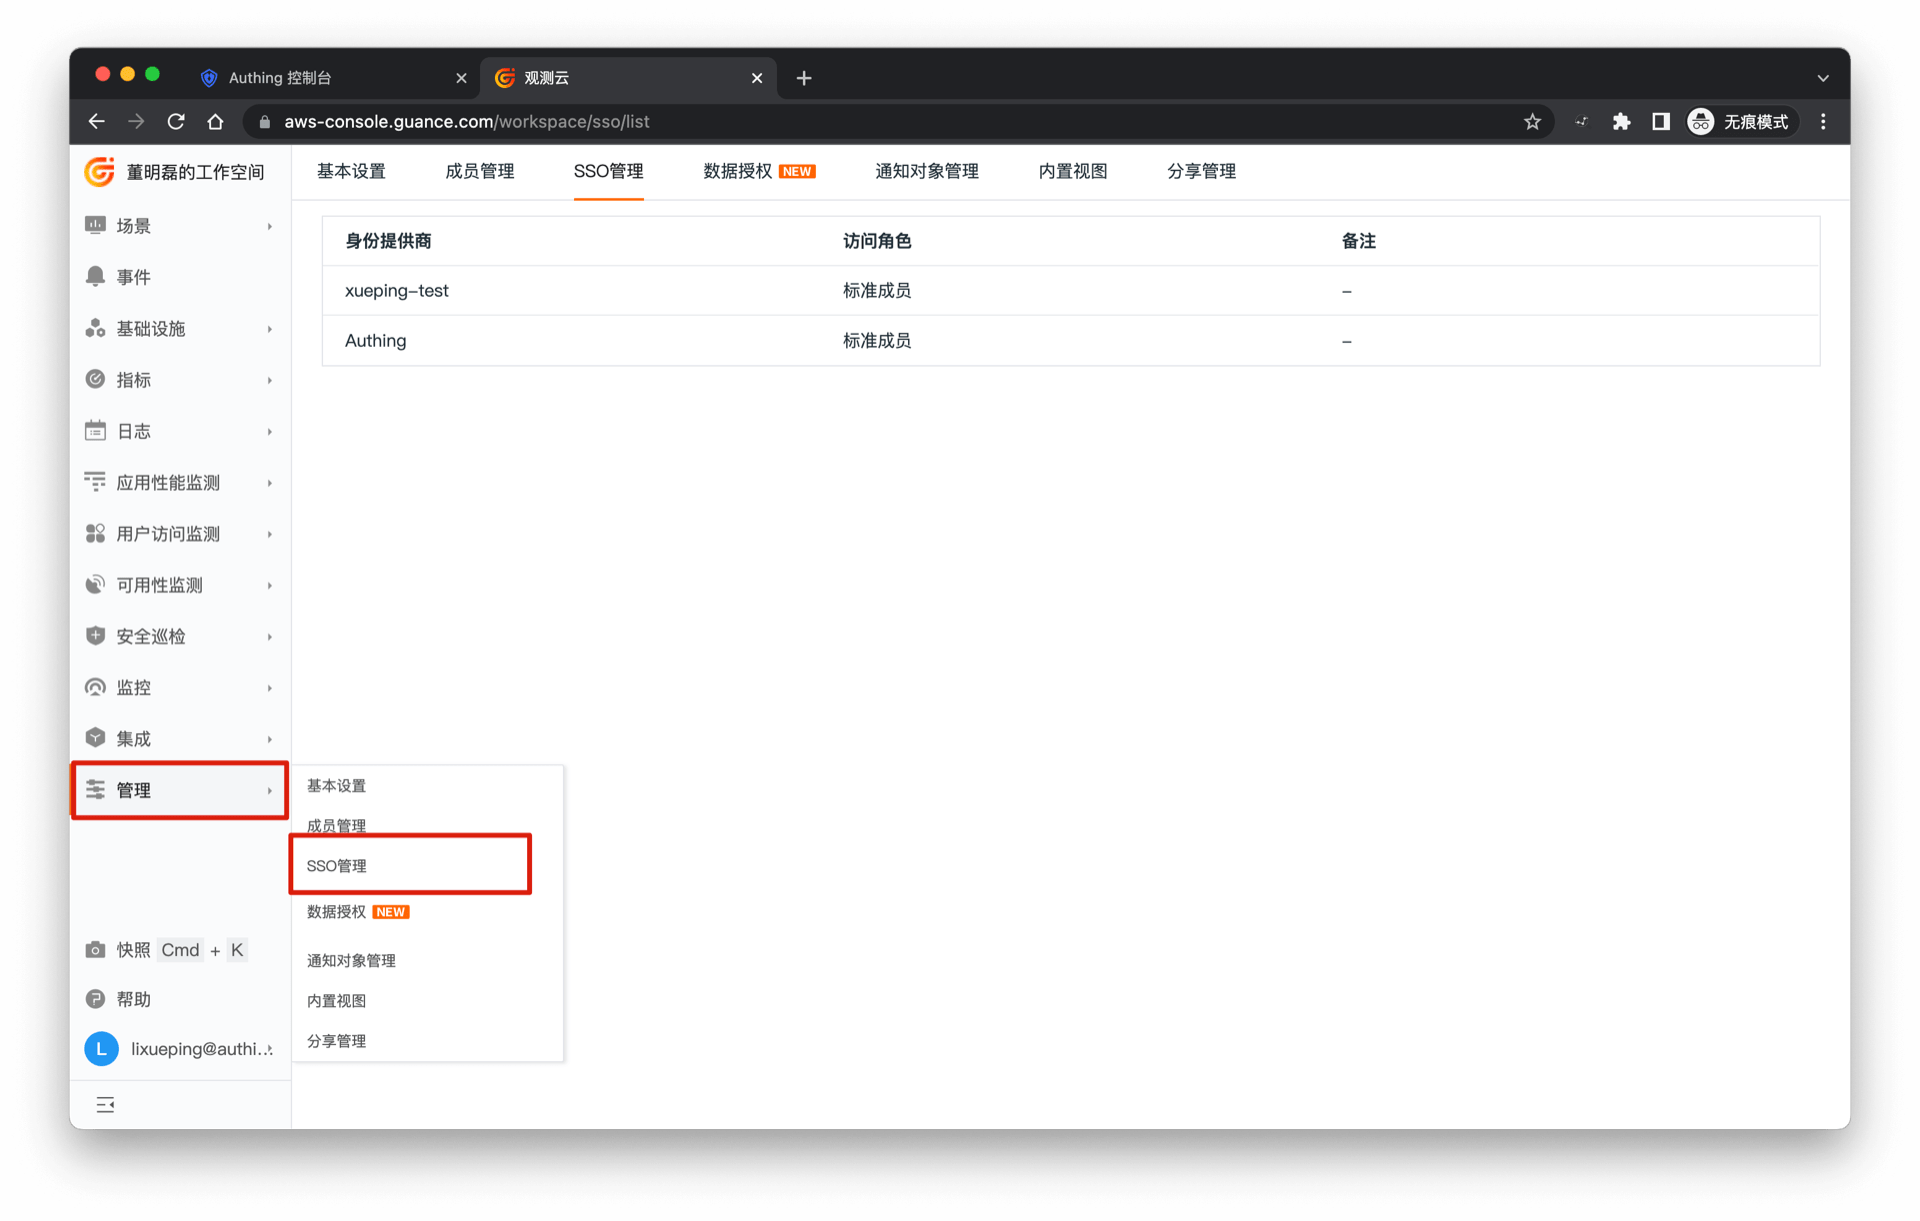 Authing 控制台
观测云
aws-console.guance.com/workspace/sso/list
无痕模式
董明磊的工作空间
基本设置
成员管理
SSO管理
数据授权 NEW
通知对象管理
内置视图
分享管理
身份提供商 访问角色 备注
xueping-test 标准成员 –
Authing 标准成员 –
场景
事件
基础设施
指标
日志
应用性能监测
用户访问监测
可用性监测
安全巡检
监控
集成
管理
基本设置
成员管理
SSO管理
数据授权 NEW
通知对象管理
内置视图
分享管理
快照 Cmd + K
帮助
L lixueping@authi...